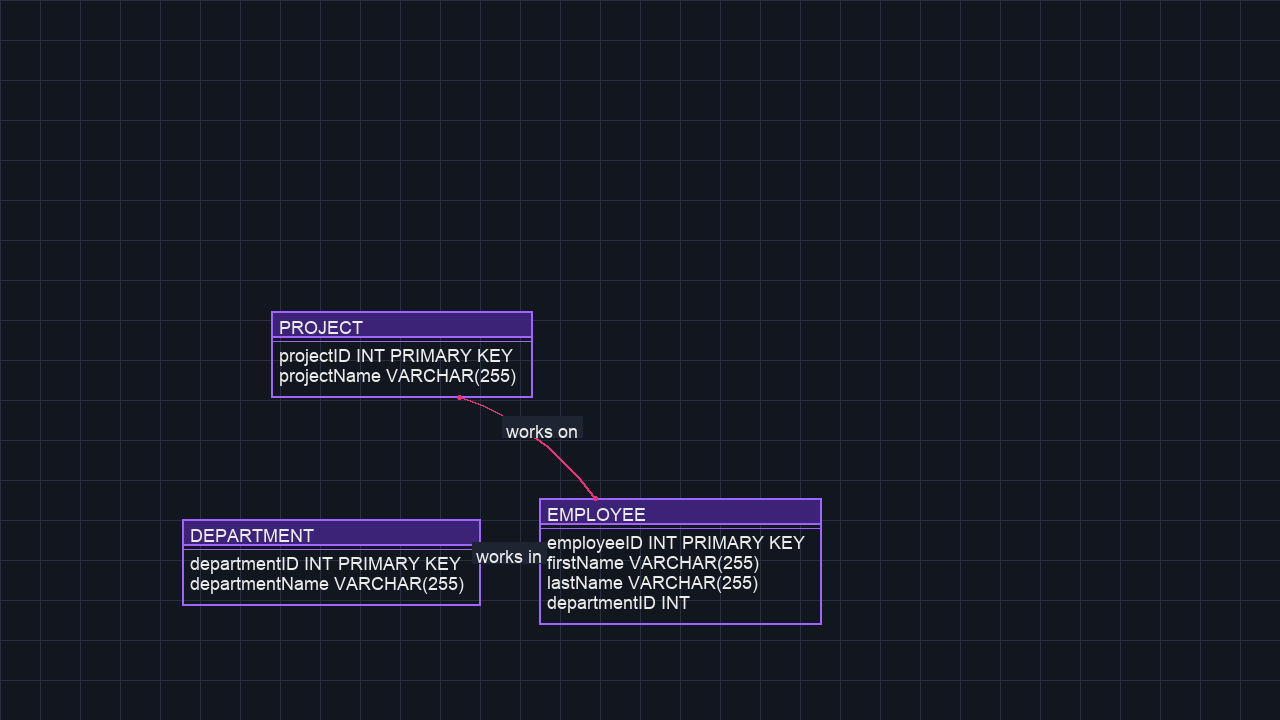 PROJECT
projectID INT PRIMARY KEY
projectName VARCHAR(255)
works on
DEPARTMENT
departmentID INT PRIMARY KEY
departmentName VARCHAR(255)
works in
EMPLOYEE
employeeID INT PRIMARY KEY
firstName VARCHAR(255)
lastName VARCHAR(255)
departmentID INT